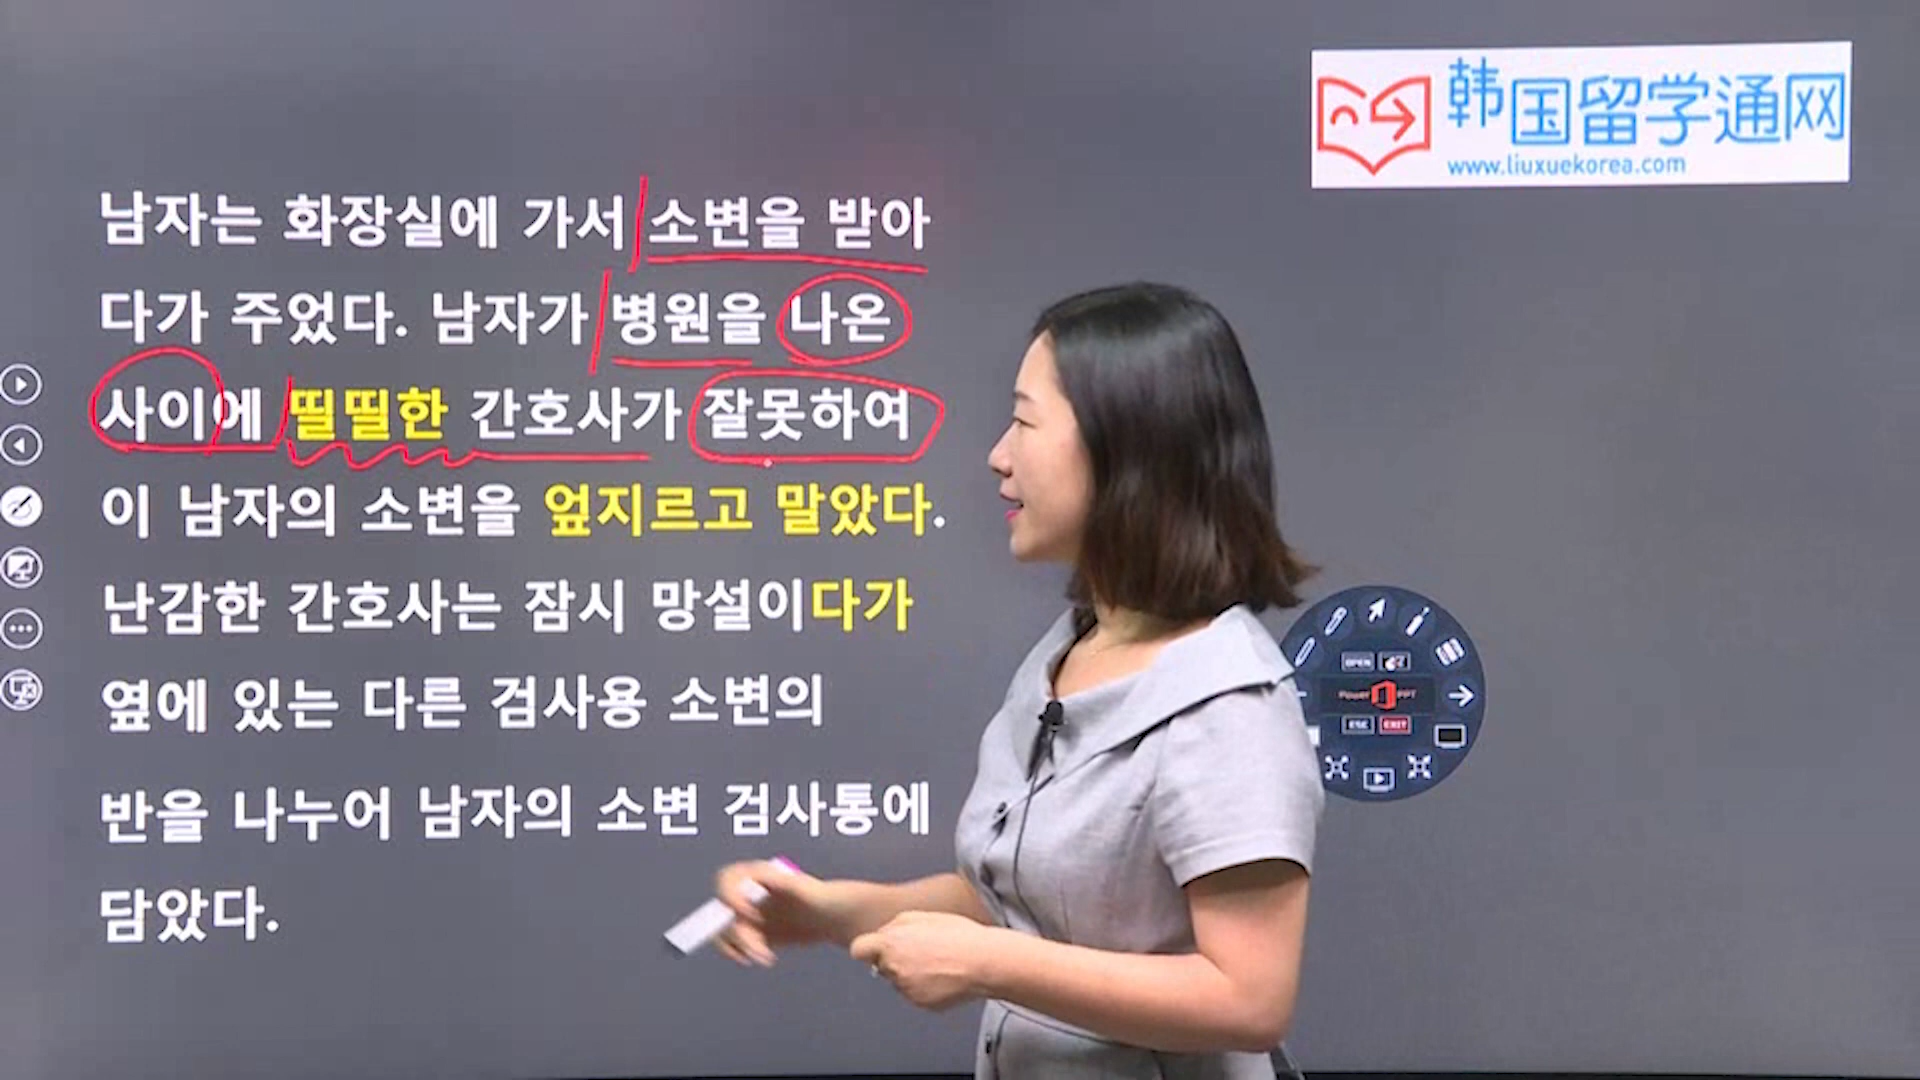 韩国留学通网
www.liuxuekorea.com
남자는 화장실에 가서 소변을 받아
다가 주었다. 남자가 병원을 나온
사이에 띨띨한 간호사가 잘못하여
이 남자의 소변을 엎지르고 말았다.
난감한 간호사는 잠시 망설이다가
옆에 있는 다른 검사용 소변의
반을 나누어 남자의 소변 검사통에
담았다.
OPEN
Power PPT
ESC EXIT